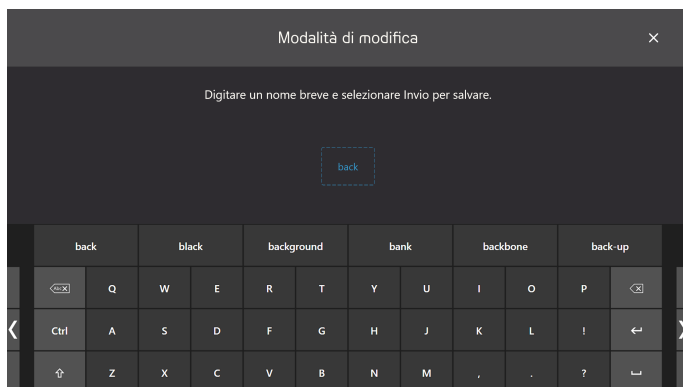 Modalità di modifica
Digitare un nome breve e selezionare Invio per salvare.
back
back black background bank backbone back-up
ABC Q W E R T Y U I O P
Ctrl A S D F G H J K L !
Z X C V B N M , . ?